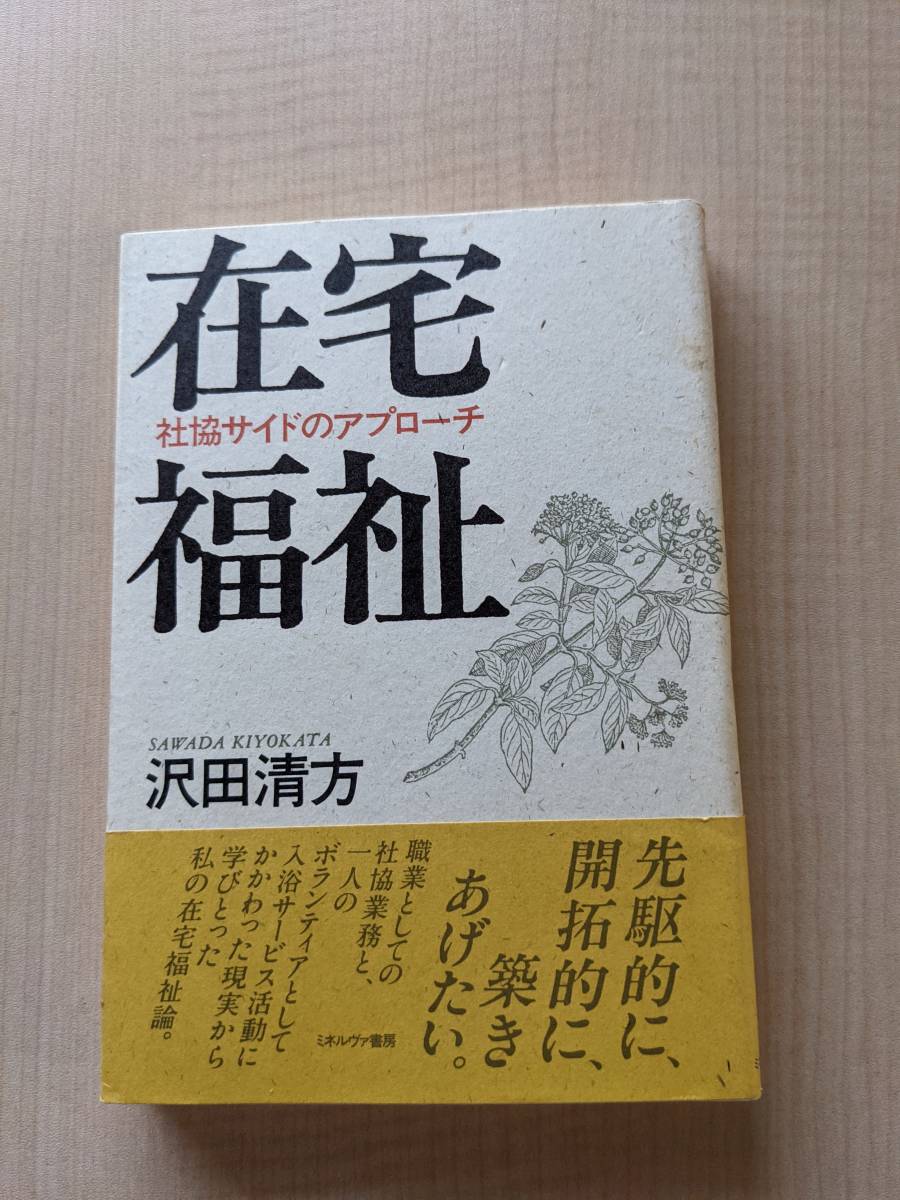 在宅
社協サイドのアプローチ
福祉
SAWADA KIYOKATA
沢田清方
先駆的に、
開拓的に、
築き
あげたい。
職業としての
社協業務と、
一人の
ボランティアとして
入浴サービス活動に
かかわった現実から
学びとった
私の在宅福祉論。
ミネルヴァ書房